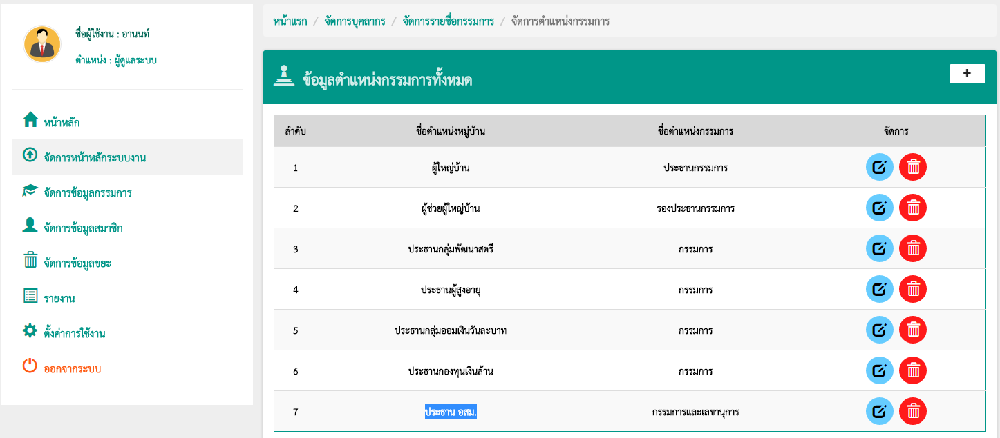 ชื่อผู้ใช้งาน : อานนท์
ตำแหน่ง : ผู้ดูแลระบบ
หน้าหลัก
จัดการหน้าหลักระบบงาน
จัดการข้อมูลกรรมการ
จัดการข้อมูลสมาชิก
จัดการข้อมูลขยะ
รายงาน
ตั้งค่าการใช้งาน
ออกจากระบบ
หน้าแรก / จัดการบุคลากร / จัดการรายชื่อกรรมการ / จัดการตำแหน่งกรรมการ
ข้อมูลตำแหน่งกรรมการทั้งหมด +
ลำดับ ชื่อตำแหน่งหมู่บ้าน ชื่อตำแหน่งกรรมการ จัดการ
1 ผู้ใหญ่บ้าน ประธานกรรมการ
2 ผู้ช่วยผู้ใหญ่บ้าน รองประธานกรรมการ
3 ประธานกลุ่มพัฒนาสตรี กรรมการ
4 ประธานผู้สูงอายุ กรรมการ
5 ประธานกลุ่มออมเงินวันละบาท กรรมการ
6 ประธานกองทุนเงินล้าน กรรมการ
7 ประธาน อสม. กรรมการและเลขานุการ